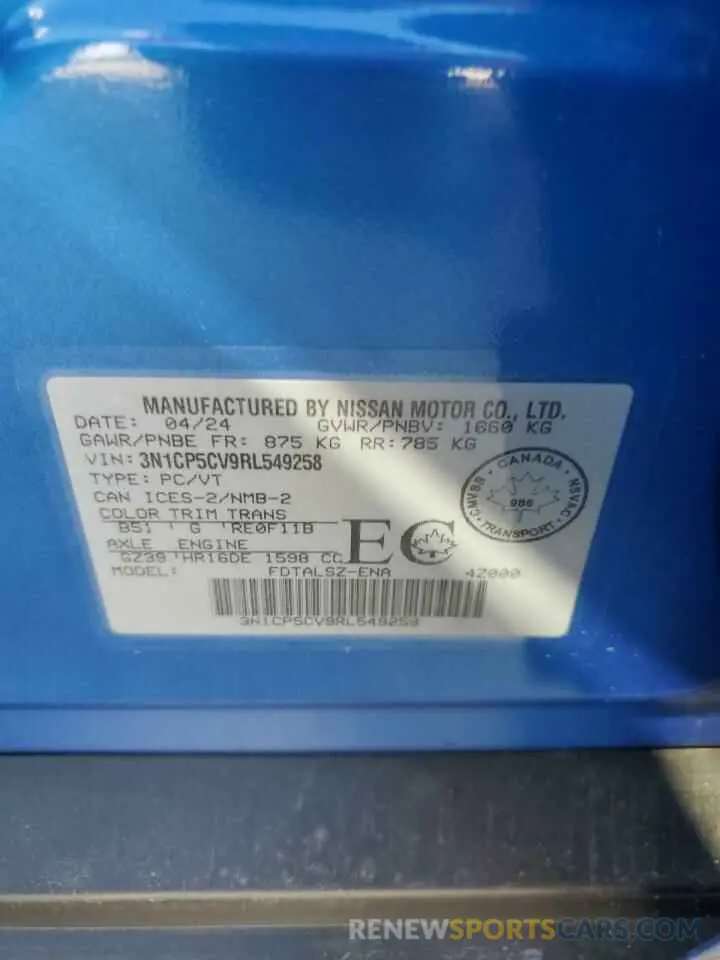 MANUFACTURED BY NISSAN MOTOR CO., LTD.
DATE: 04/24 GVWR/PNBV: 1660 KG
GAWR/PNBE FR: 875 KG RR: 785 KG
VIN: 3N1CP5CV9RL549258
TYPE: PC/VT
CAN ICES-2/NMB-2
COLOR TRIM TRANS
B51 ' G 'RE0F11B
AXLE ENGINE
GZ39 'HR16DE 1598 CC
EC
MODEL: FDTALSZ-ENA 4Z000
3N1CP5CV9RL549258
CANADA
CMVSS 986 NSVAC
TRANSPORT
RENEWSPORTSCARS.COM